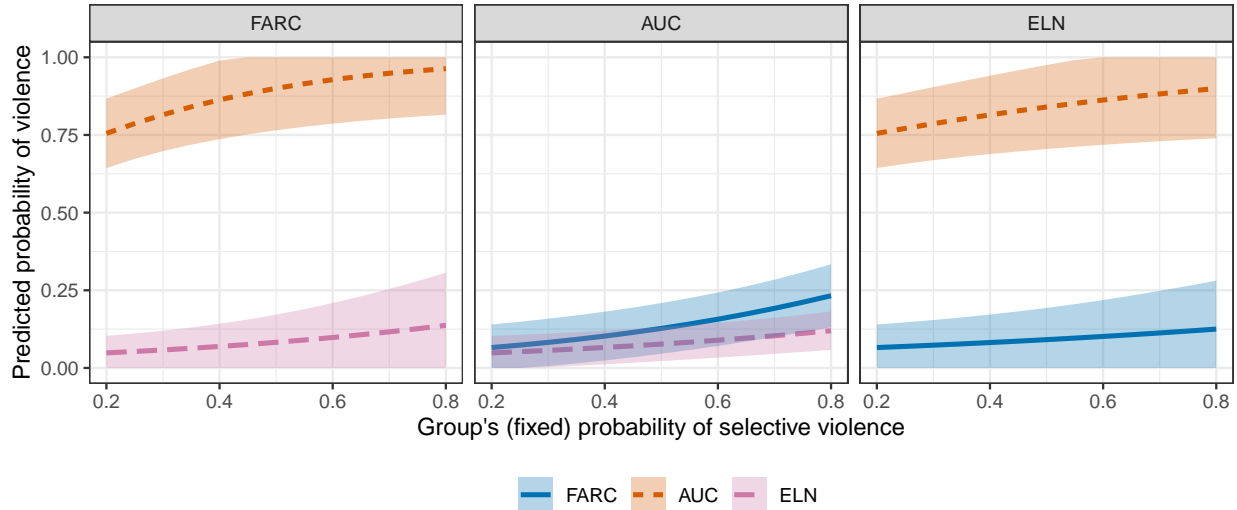 FARC AUC ELN
Predicted probability of violence
1.00
0.75
0.50
0.25
0.00
0.2 0.4 0.6 0.8 0.2 0.4 0.6 0.8 0.2 0.4 0.6 0.8
Group's (fixed) probability of selective violence
FARC AUC ELN